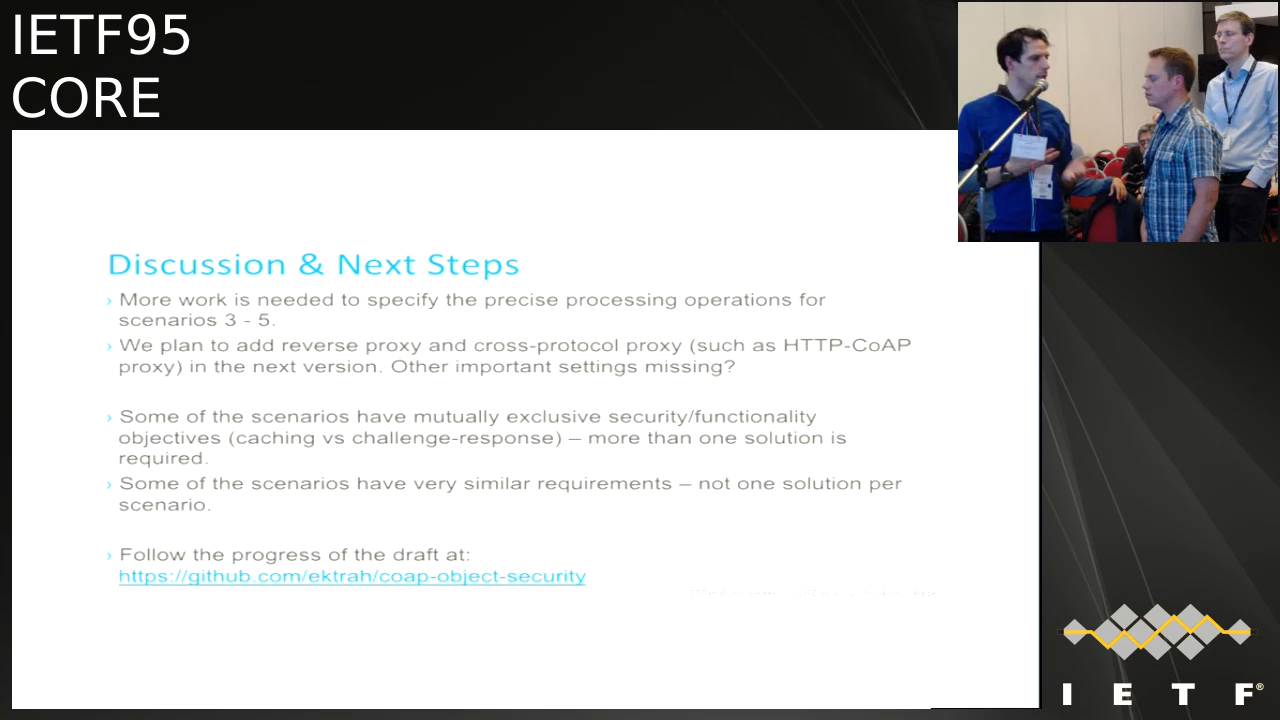 IETF95
CORE
Discussion & Next Steps
› More work is needed to specify the precise processing operations for
scenarios 3 - 5.
› We plan to add reverse proxy and cross-protocol proxy (such as HTTP-CoAP
proxy) in the next version. Other important settings missing?
› Some of the scenarios have mutually exclusive security/functionality
objectives (caching vs challenge-response) – more than one solution is
required.
› Some of the scenarios have very similar requirements – not one solution per
scenario.
› Follow the progress of the draft at:
https://github.com/ektrah/coap-object-security
I E T F®